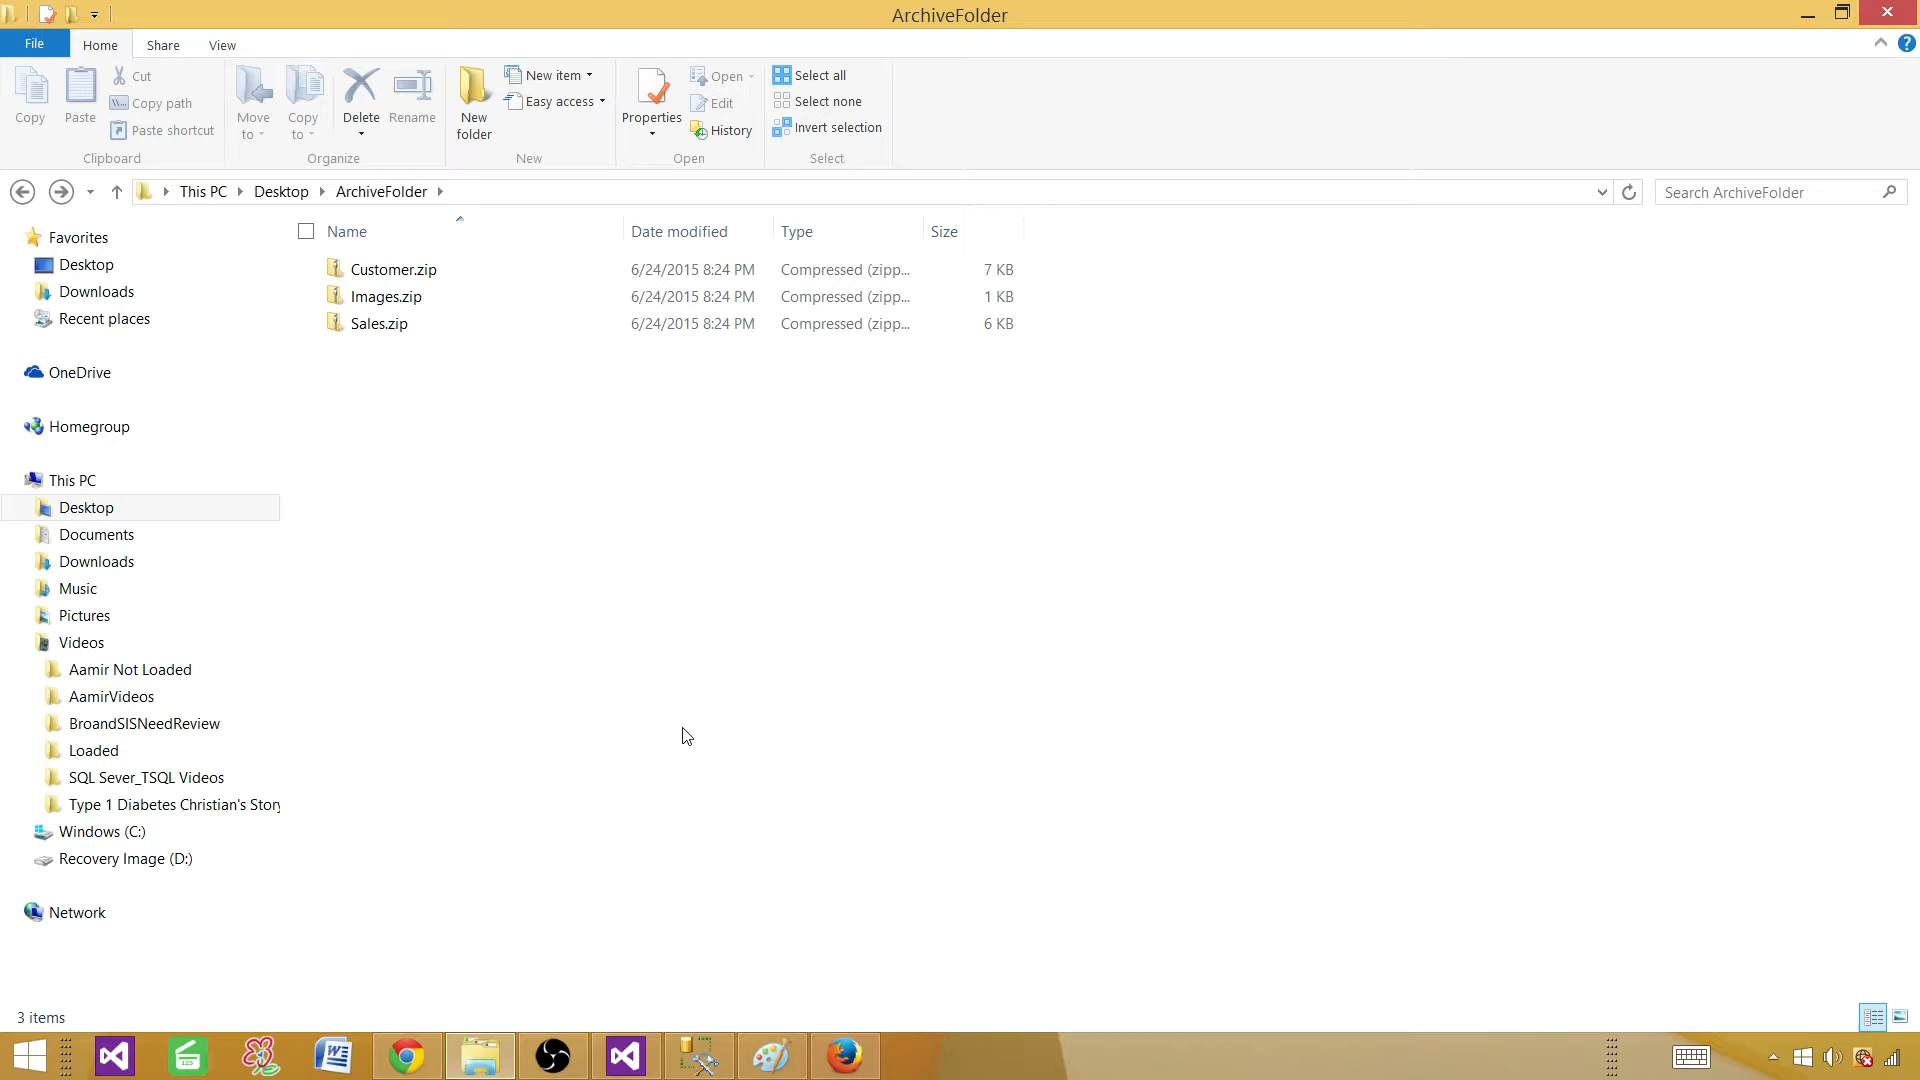 ArchiveFolder
File Home Share View
Copy
Paste
Cut
Copy path
Paste shortcut
Clipboard
Move to
Copy to
Delete
Rename
Organize
New folder
New item
Easy access
New
Properties
Open
Edit
History
Open
Select all
Select none
Invert selection
Select
This PC Desktop ArchiveFolder
Search ArchiveFolder
Favorites
Desktop
Downloads
Recent places
OneDrive
Homegroup
This PC
Desktop
Documents
Downloads
Music
Pictures
Videos
Aamir Not Loaded
AamirVideos
BroandSISNeedReview
Loaded
SQL Sever_TSQL Videos
Type 1 Diabetes Christian's Story
Windows (C:)
Recovery Image (D:)
Network
Name Date modified Type Size
Customer.zip 6/24/2015 8:24 PM Compressed (zipp... 7 KB
Images.zip 6/24/2015 8:24 PM Compressed (zipp... 1 KB
Sales.zip 6/24/2015 8:24 PM Compressed (zipp... 6 KB
3 items